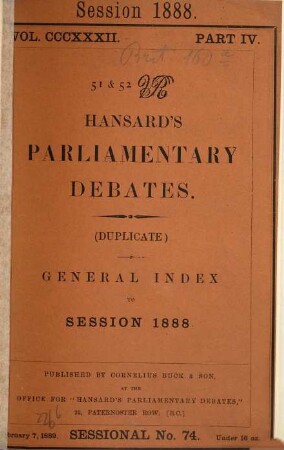 Session 1888.
VOL. CCCXXXII. PART IV.
51 & 52 VR
HANSARD'S
PARLIAMENTARY
DEBATES.
(DUPLICATE)
GENERAL INDEX
TO
SESSION 1888
PUBLISHED BY CORNELIUS BUCK & SON,
AT THE
OFFICE FOR "HANSARD'S PARLIAMENTARY DEBATES,"
22, PATERNOSTER ROW. [E.C.]
ruary 7, 1889. SESSIONAL No. 74. Under 16 oz.